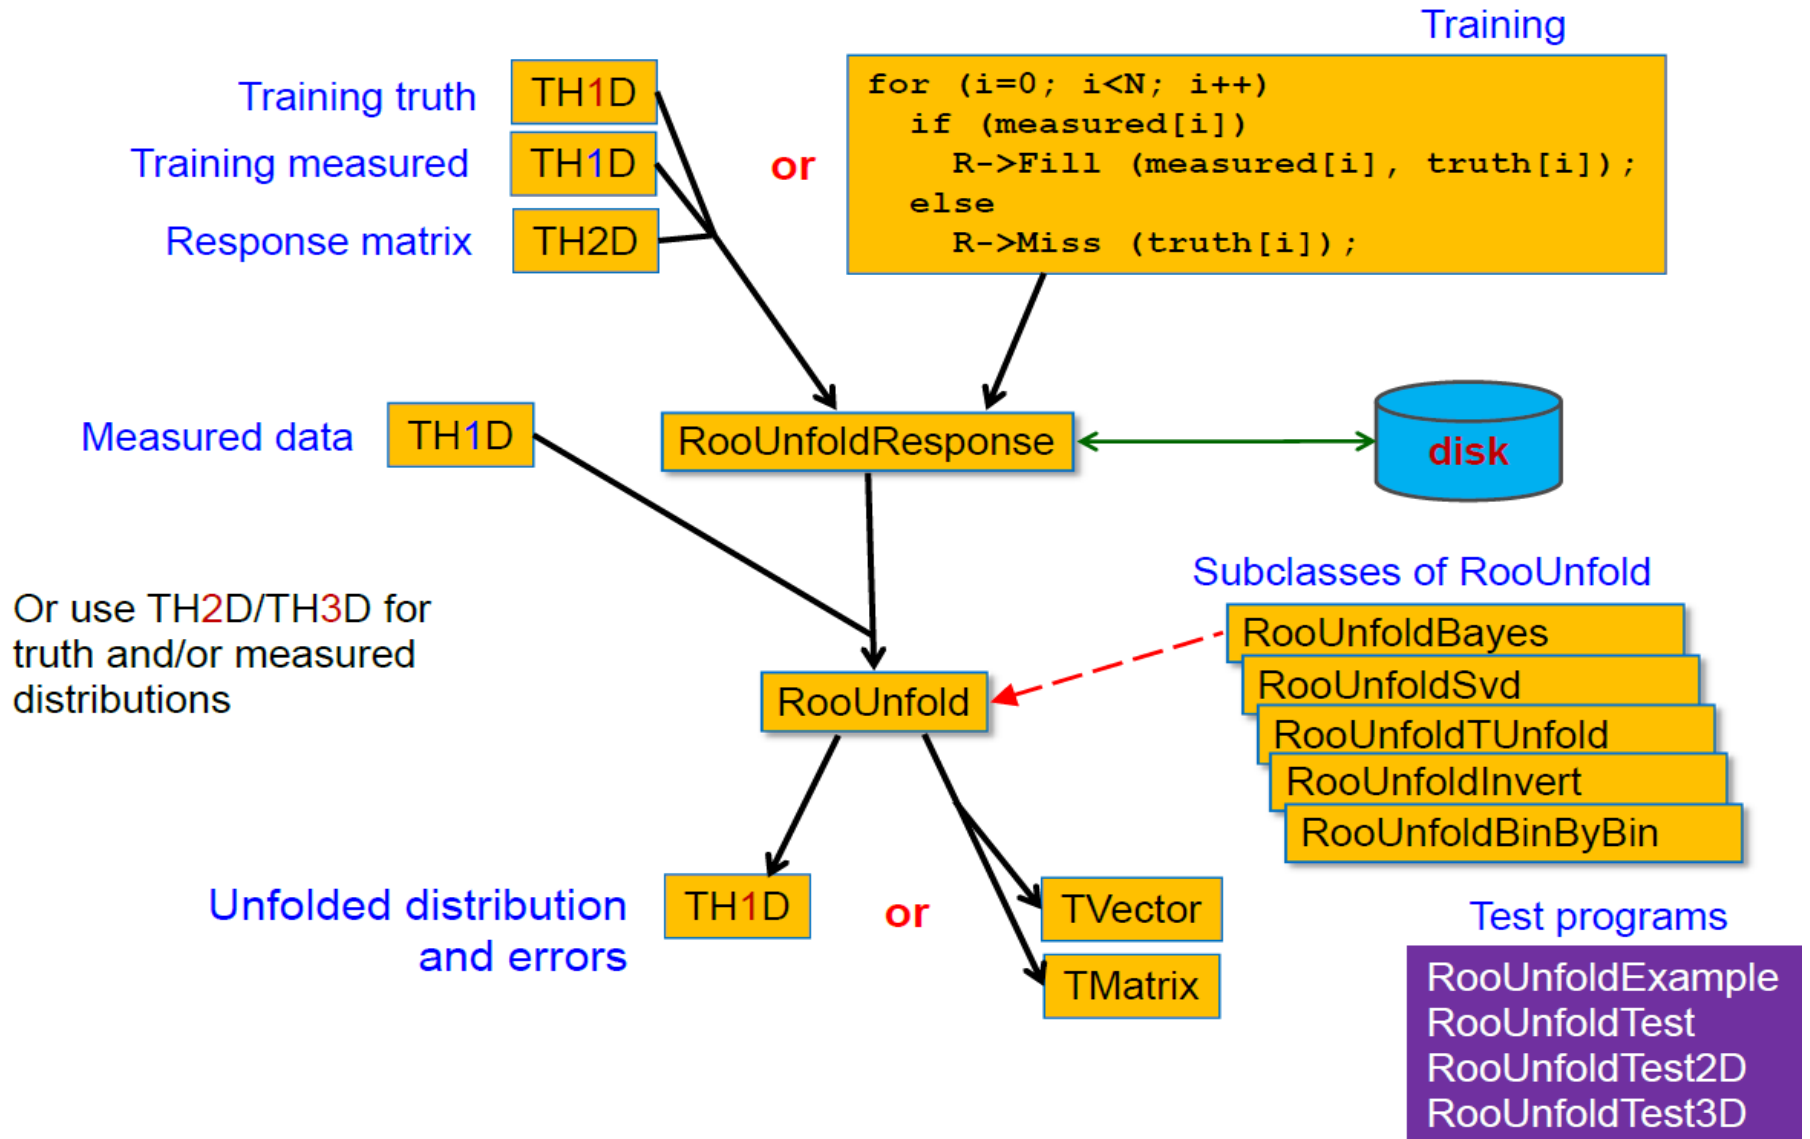 Training
Training truth
TH1D
Training measured
TH1D
Response matrix
TH2D
or
for (i=0; i<N; i++)
if (measured[i])
R->Fill (measured[i], truth[i]);
else
R->Miss (truth[i]);
Measured data
TH1D
RooUnfoldResponse
disk
Or use TH2D/TH3D for
truth and/or measured
distributions
Subclasses of RooUnfold
RooUnfoldBayes
RooUnfoldSvd
RooUnfoldTUnfold
RooUnfoldInvert
RooUnfoldBinByBin
RooUnfold
Unfolded distribution
and errors
TH1D
or
TVector
TMatrix
Test programs
RooUnfoldExample
RooUnfoldTest
RooUnfoldTest2D
RooUnfoldTest3D